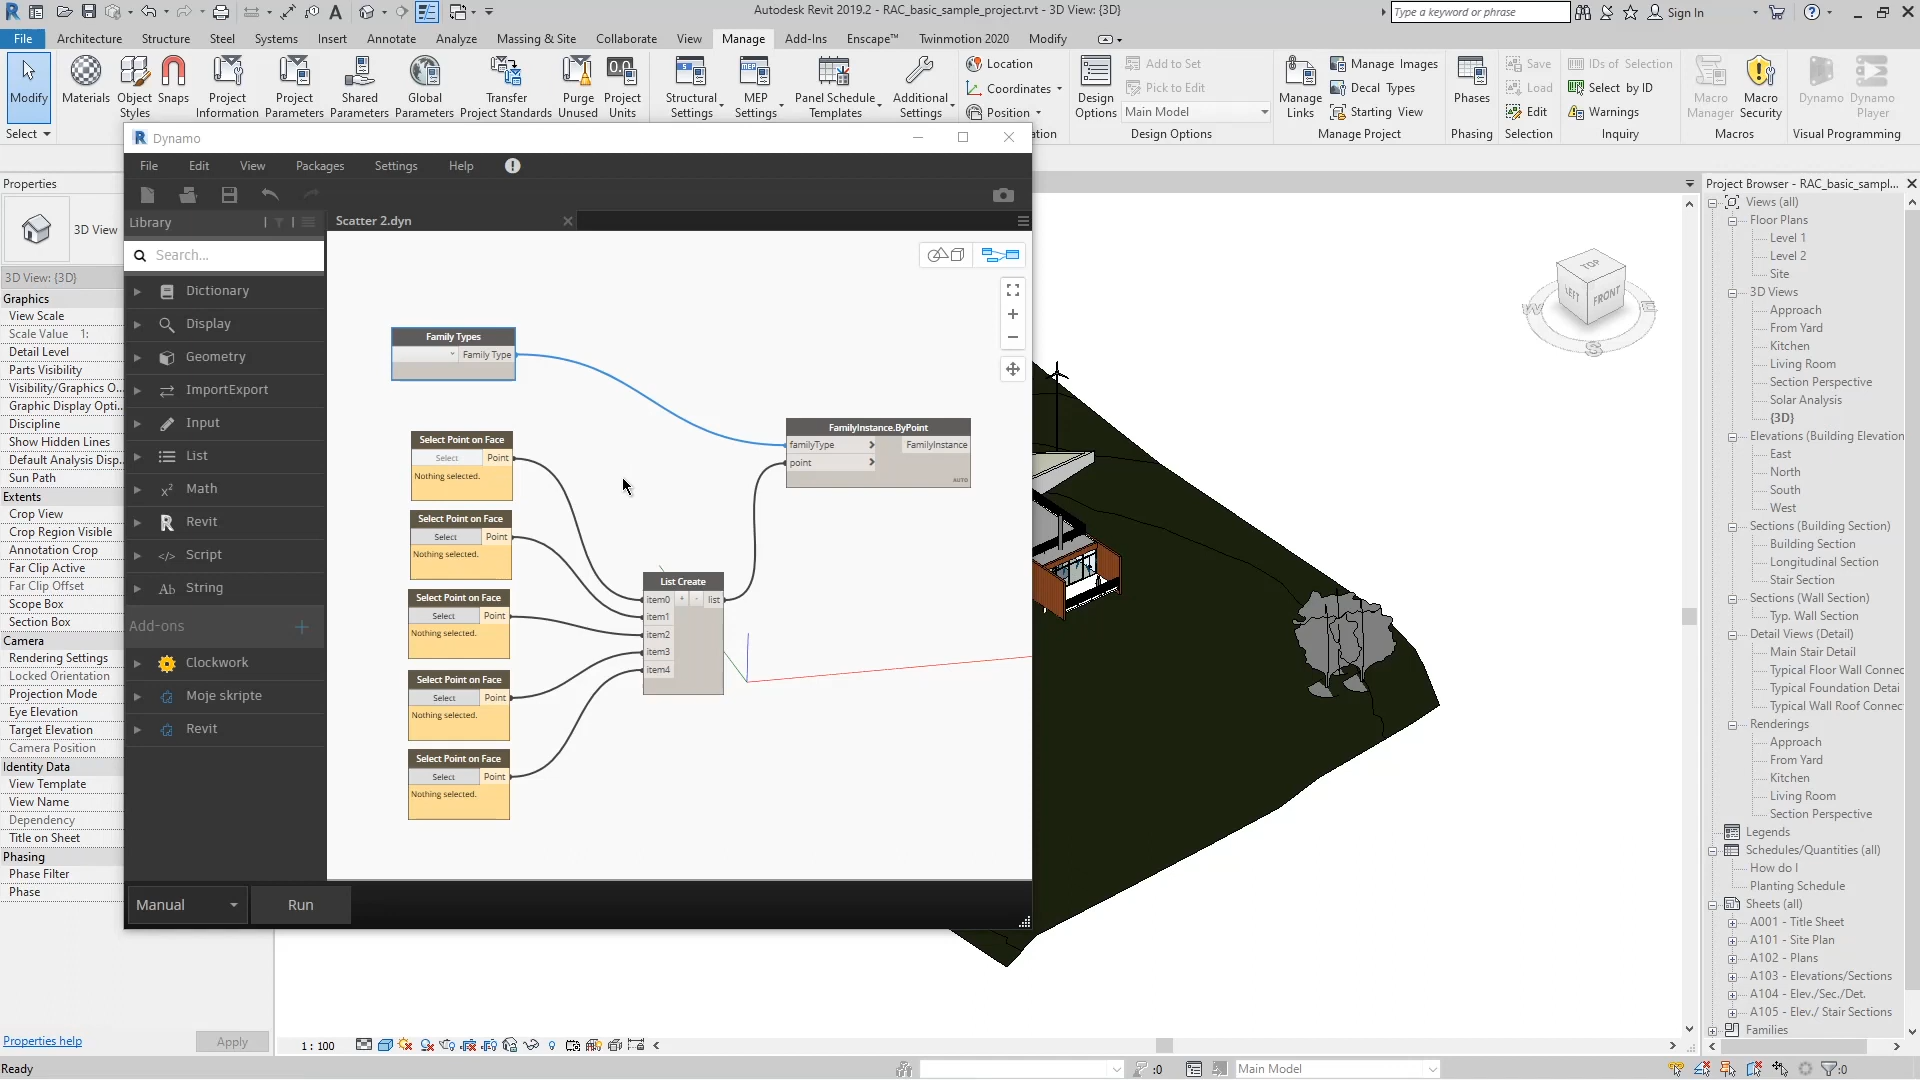 Autodesk Revit 2019.2 - RAC_basic_sample_project.rvt - 3D View: {3D}
Type a keyword or phrase
Sign In
File
Architecture
Structure
Steel
Systems
Insert
Annotate
Analyze
Massing & Site
Collaborate
View
Manage
Add-Ins
Enscape™
Twinmotion 2020
Modify
Modify
Materials
Object Styles
Snaps
Project Information
Project Parameters
Shared Parameters
Global Parameters
Transfer Project Standards
Purge Unused
Project Units
Structural Settings
MEP Settings
Panel Schedule Templates
Additional Settings
Location
Coordinates
Position
Design Options
Add to Set
Pick to Edit
Main Model
Manage Links
Manage Images
Decal Types
Starting View
Phases
Save
Load
Edit
IDs of Selection
Select by ID
Warnings
Macro Manager
Macro Security
Dynamo
Dynamo Player
Select
ation
Design Options
Manage Project
Phasing
Selection
Inquiry
Macros
Visual Programming
Properties
3D View
3D View: {3D}
Graphics
View Scale
Scale Value 1:
Detail Level
Parts Visibility
Visibility/Graphics O...
Graphic Display Opti...
Discipline
Show Hidden Lines
Default Analysis Disp...
Sun Path
Extents
Crop View
Crop Region Visible
Annotation Crop
Far Clip Active
Far Clip Offset
Scope Box
Section Box
Camera
Rendering Settings
Locked Orientation
Projection Mode
Eye Elevation
Target Elevation
Camera Position
Identity Data
View Template
View Name
Dependency
Title on Sheet
Phasing
Phase Filter
Phase
Properties help
Apply
Dynamo
File
Edit
View
Packages
Settings
Help
Library
Scatter 2.dyn
Search...
Dictionary
Display
Geometry
ImportExport
Input
List
Math
Revit
Script
String
Add-ons
Clockwork
Moje skripte
Revit
Manual
Run
Family Types
Family Type
Select Point on Face
Select Point
Nothing selected.
Select Point on Face
Select Point
Nothing selected.
Select Point on Face
Select Point
Nothing selected.
Select Point on Face
Select Point
Nothing selected.
Select Point on Face
Select Point
Nothing selected.
List Create
item0 + - list
item1
item2
item3
item4
FamilyInstance.ByPoint
familyType > FamilyInstance
point >
AUTO
TOP
LEFT
FRONT
W
E
S
Project Browser - RAC_basic_sampl...
Views (all)
Floor Plans
Level 1
Level 2
Site
3D Views
Approach
From Yard
Kitchen
Living Room
Section Perspective
Solar Analysis
{3D}
Elevations (Building Elevation
East
North
South
West
Sections (Building Section)
Building Section
Longitudinal Section
Stair Section
Sections (Wall Section)
Typ. Wall Section
Detail Views (Detail)
Main Stair Detail
Typical Floor Wall Connec
Typical Foundation Detai
Typical Wall Roof Connec
Renderings
Approach
From Yard
Kitchen
Living Room
Section Perspective
Legends
Schedules/Quantities (all)
How do I
Planting Schedule
Sheets (all)
A001 - Title Sheet
A101 - Site Plan
A102 - Plans
A103 - Elevations/Sections
A104 - Elev./Sec./Det.
A105 - Elev./ Stair Sections
Families
1 : 100
Ready
:0
Main Model
:0